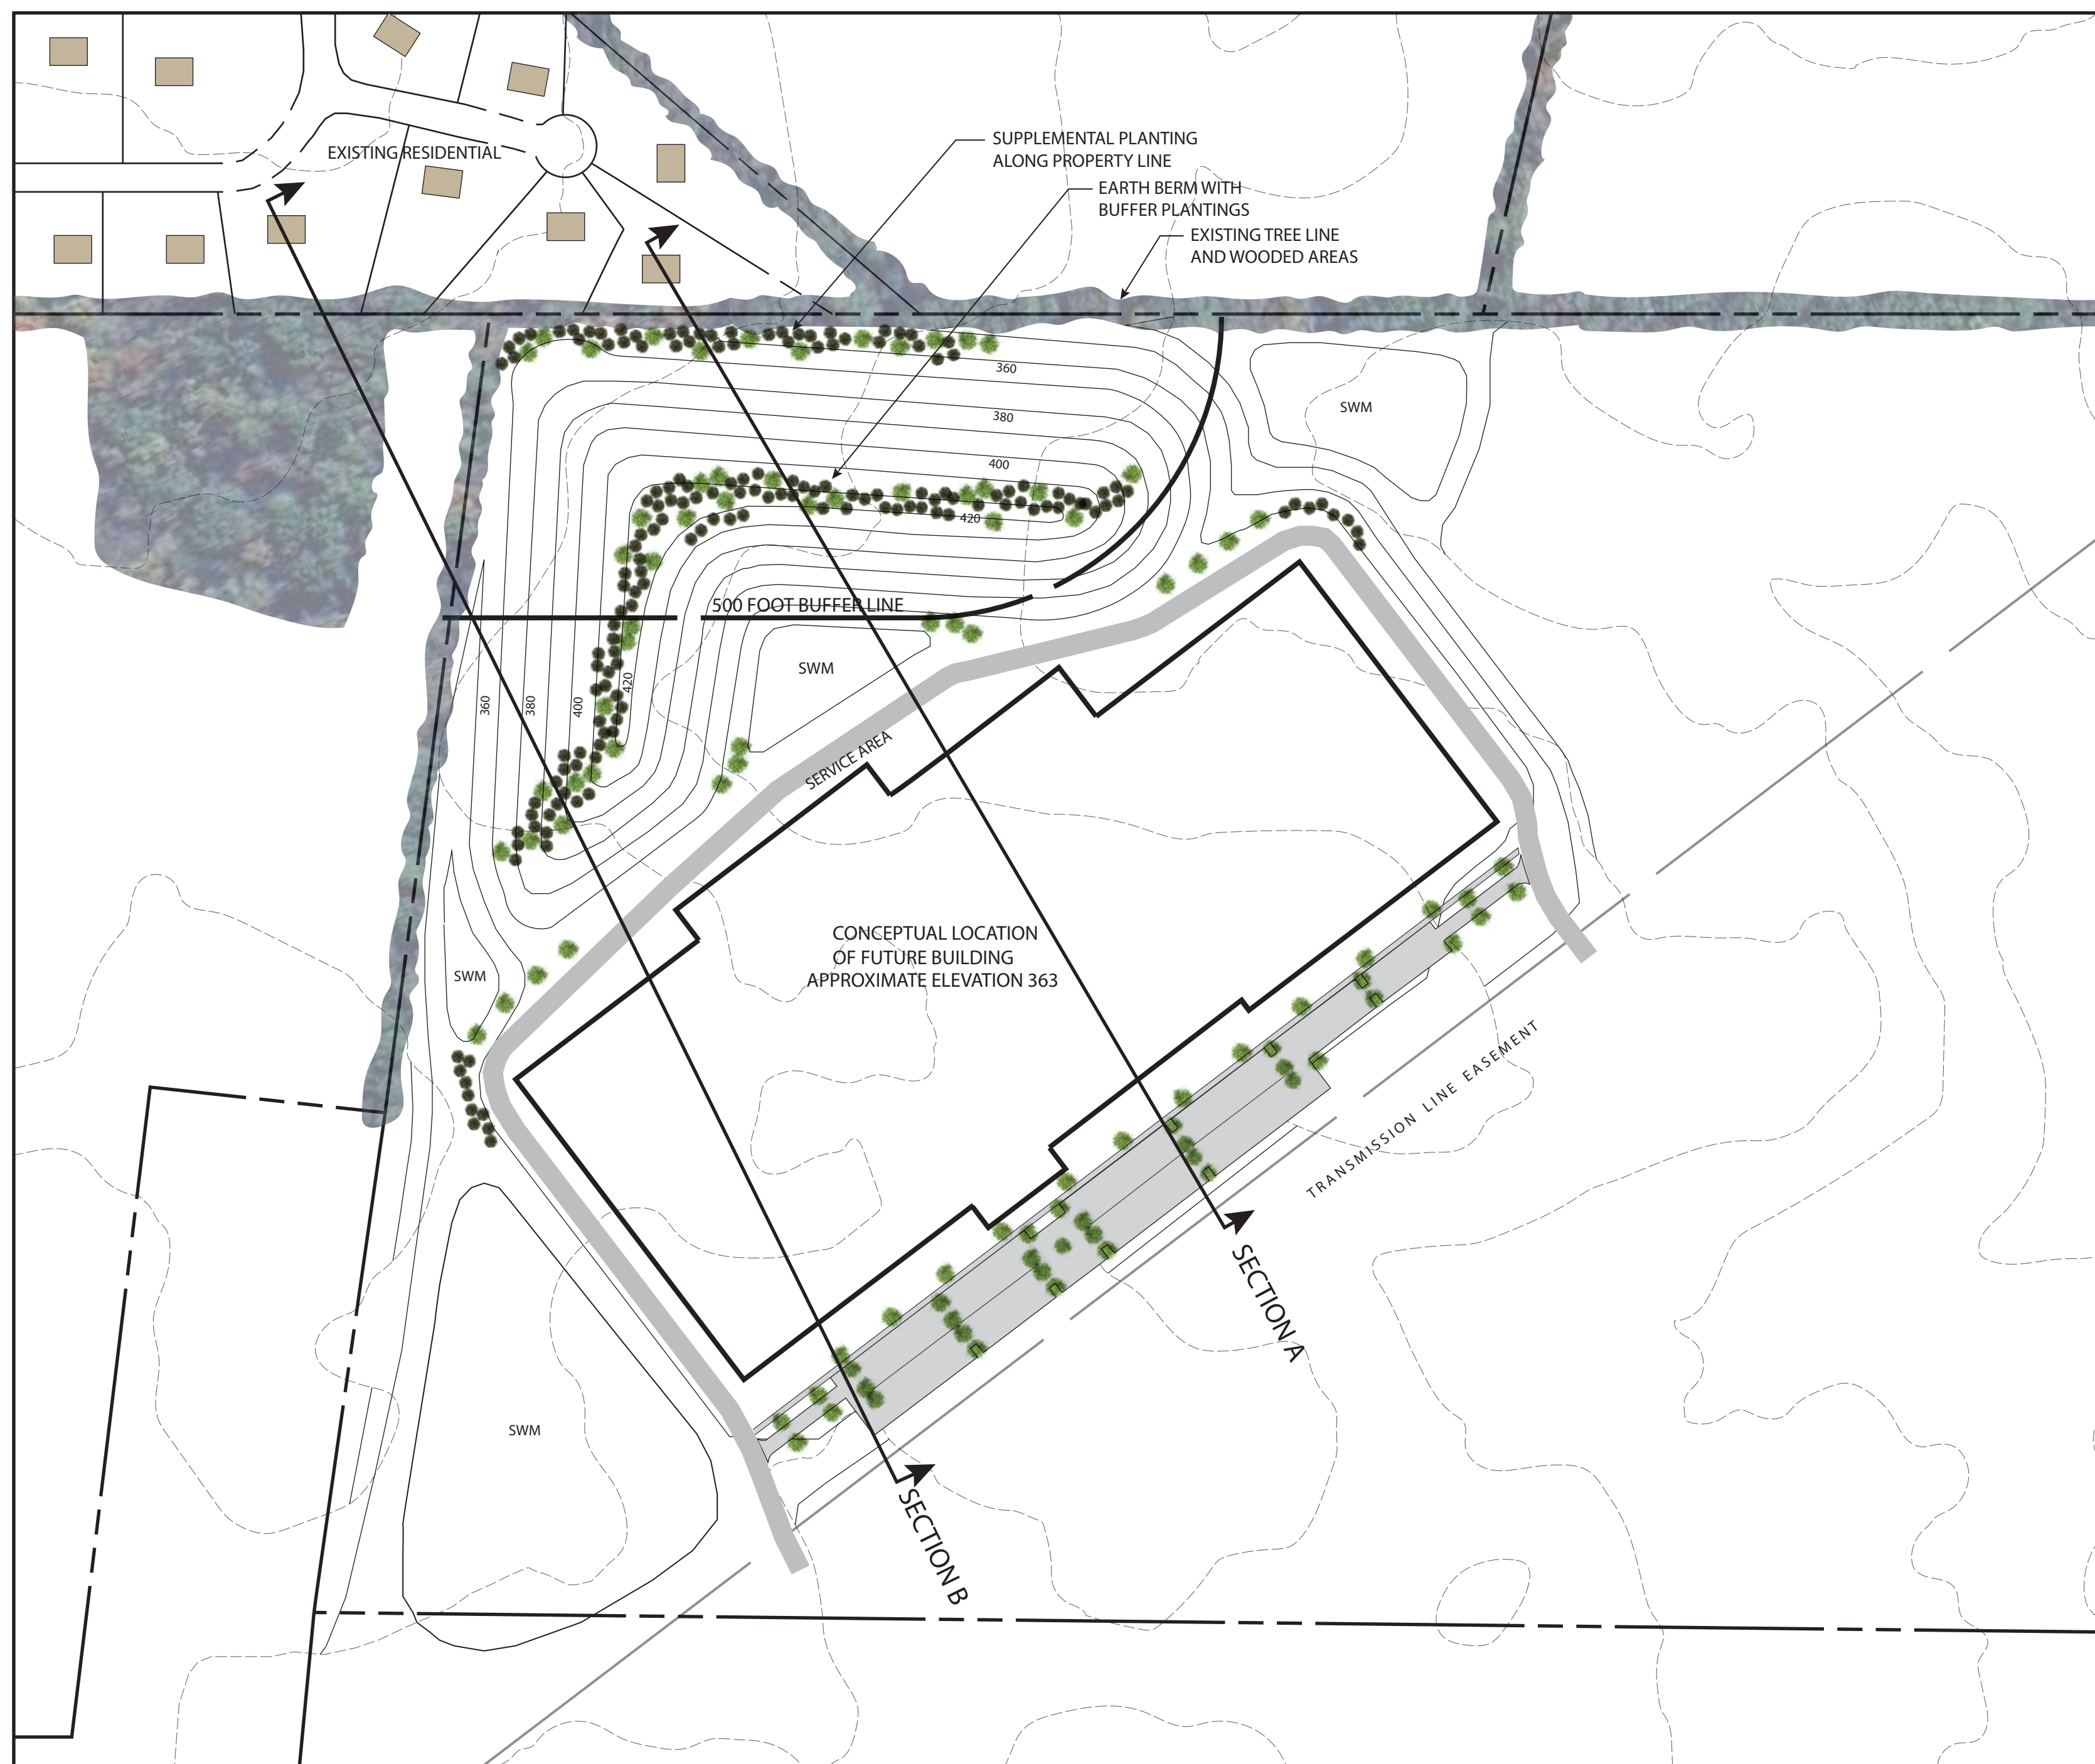 SUPPLEMENTAL PLANTING
ALONG PROPERTY LINE
EXISTING RESIDENTIAL
EARTH BERM WITH
BUFFER PLANTINGS
EXISTING TREE LINE
AND WOODED AREAS
360
380
SWM
400
420
500 FOOT BUFFER LINE
SWM
360
380
400
420
SERVICE AREA
CONCEPTUAL LOCATION
OF FUTURE BUILDING
APPROXIMATE ELEVATION 363
SWM
TRANSMISSION LINE EASEMENT
SECTION A
SWM
SECTION B